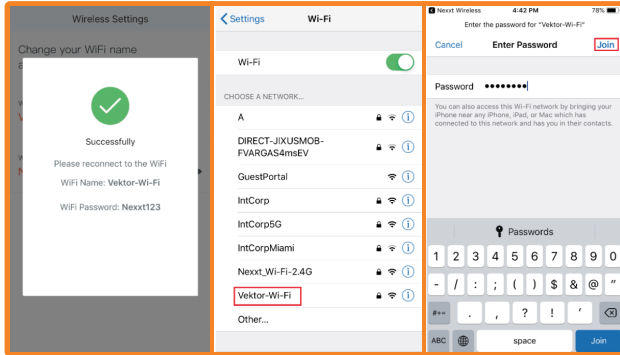 Wireless Settings
Change your WiFi name
a
Successfully
Please reconnect to the WiFi
WiFi Name: Vektor-Wi-Fi
WiFi Password: Nexxt123
Settings
Wi-Fi
Wi-Fi
CHOOSE A NETWORK...
A
DIRECT-JIXUSMOB-
FVARGAS4msEV
GuestPortal
IntCorp
IntCorp5G
IntCorpMiami
Nexxt_Wi-Fi-2.4G
Vektor-Wi-Fi
Other...
Nexxt Wireless 4:42 PM 78%
Enter the password for “Vektor-Wi-Fi”
Cancel Enter Password Join
Password ••••••••
You can also access this Wi-Fi network by bringing your
iPhone near any iPhone, iPad, or Mac which has
connected to this network and has you in their contacts.
Passwords
1 2 3 4 5 6 7 8 9 0
- / : ; ( ) $ & @ "
#+= . , ? ! '
ABC space Join